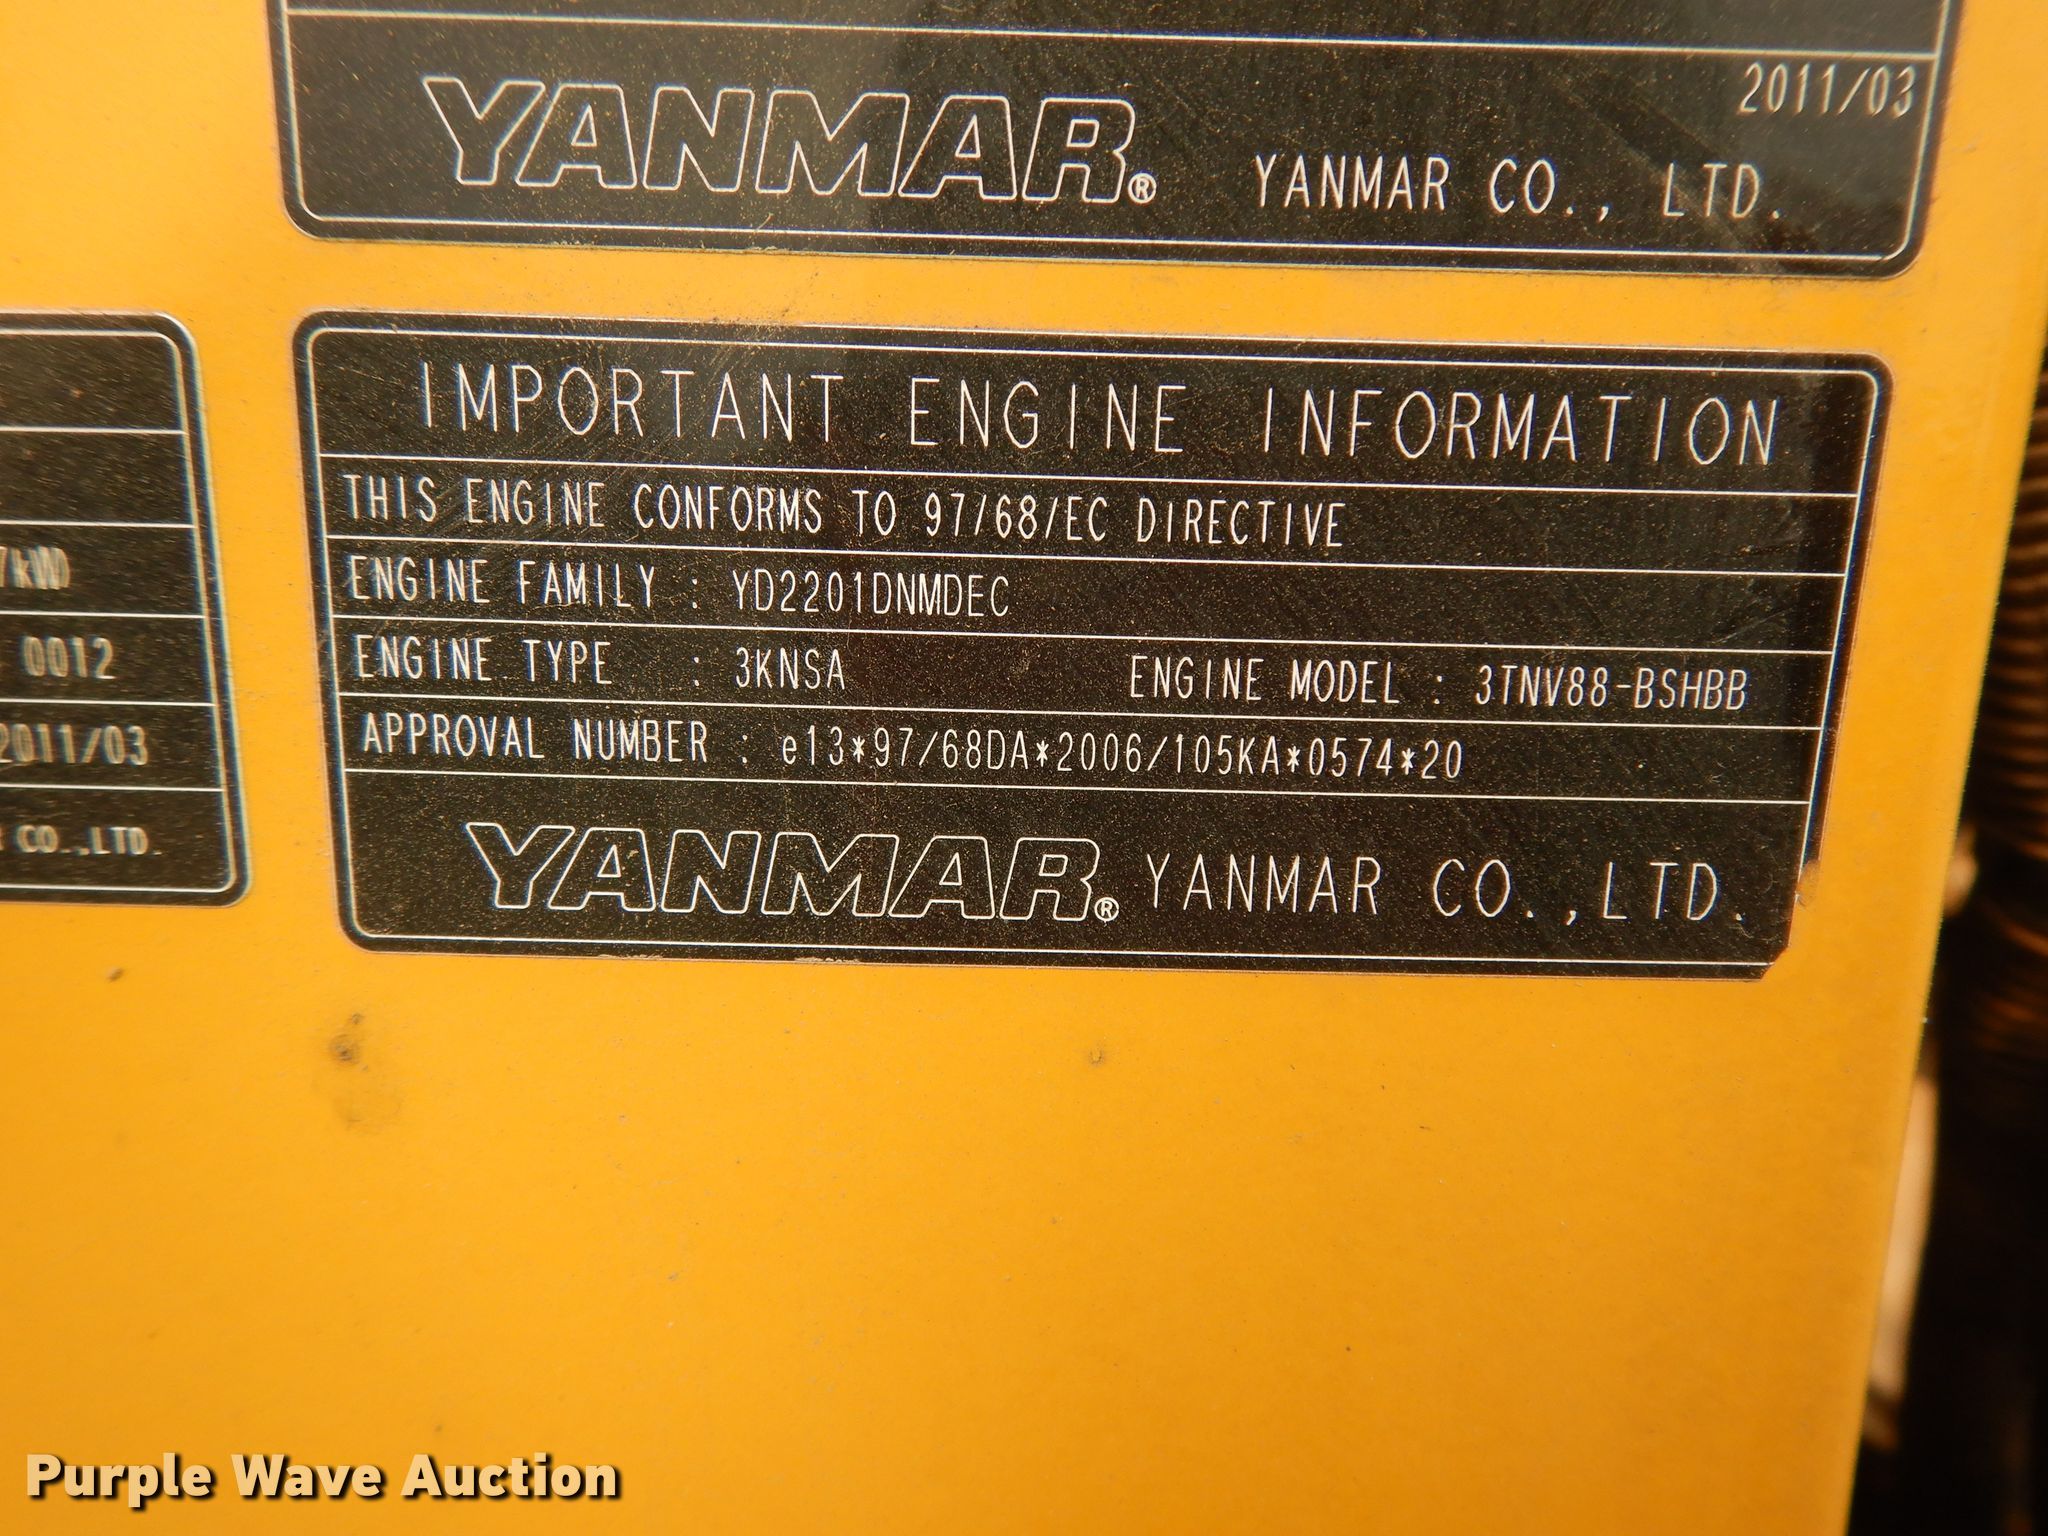 2011/03
YANMAR® YANMAR CO., LTD.
IMPORTANT ENGINE INFORMATION
THIS ENGINE CONFORMS TO 97/68/EC DIRECTIVE
ENGINE FAMILY : YD2201DNMDEC
ENGINE TYPE : 3KNSA ENGINE MODEL : 3TNV88-BSHBB
APPROVAL NUMBER : e13*97/68DA*2006/105KA*0574*20
YANMAR® YANMAR CO.,LTD.
7kW
0012
2011/03
CO.,LTD.
Purple Wave Auction